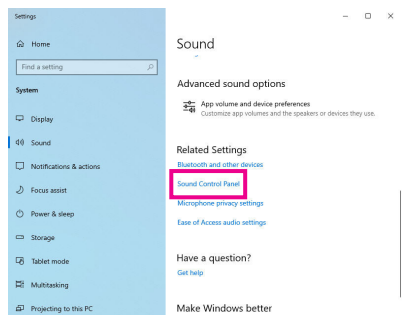 Settings
Home
Find a setting
System
Display
Sound
Notifications & actions
Focus assist
Power & sleep
Storage
Tablet mode
Multitasking
Projecting to this PC
Sound
Advanced sound options
App volume and device preferences
Customize app volumes and the speakers or devices they use.
Related Settings
Bluetooth and other devices
Sound Control Panel
Microphone privacy settings
Ease of Access audio settings
Have a question?
Get help
Make Windows better